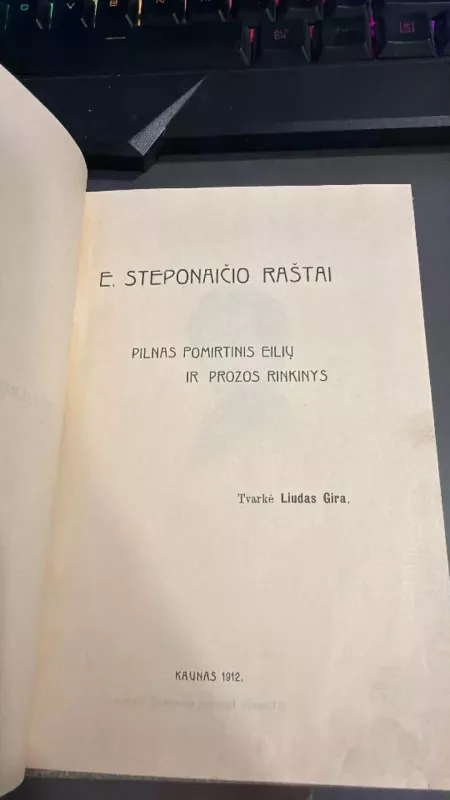 E. STEPONAIČIO RAŠTAI
PILNAS POMIRTINIS EILIŲ
IR PROZOS RINKINYS
Tvarkė Liudas Gira.
KAUNAS 1912.